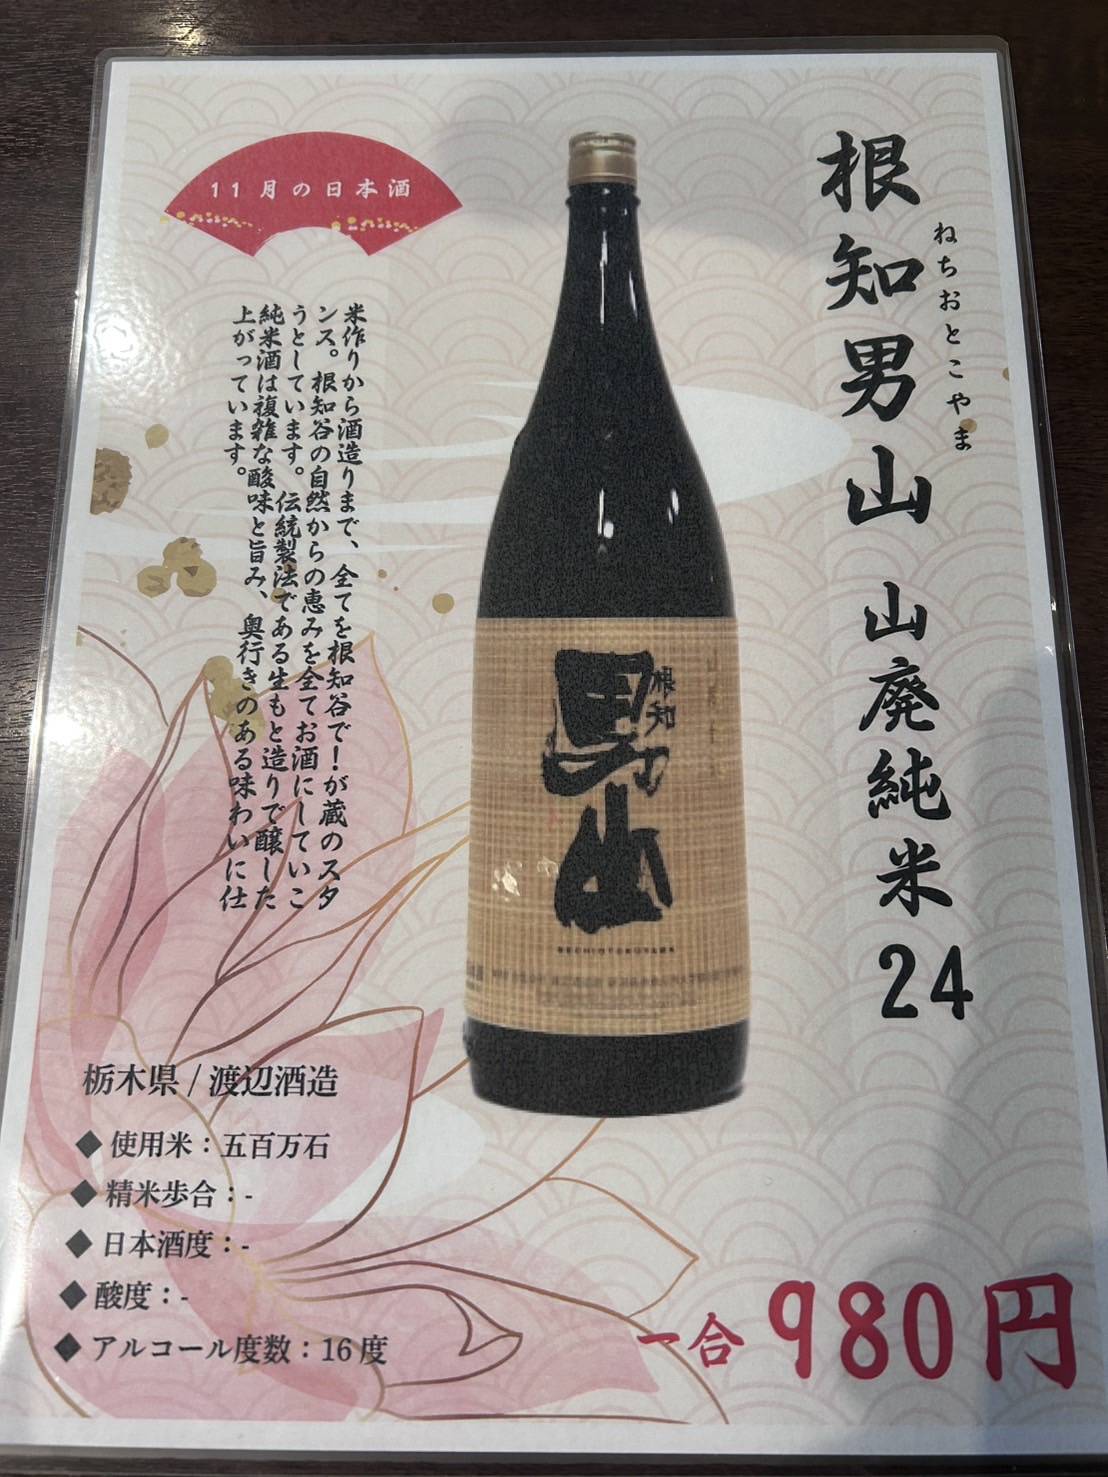 11月の日本酒
根知男山 山廃純米 24
ねちおとこやま
米作りから酒造りまで、全てを根知谷で！が蔵のスタ
ンス。根知谷の自然からの恵みを全てお酒にしていこ
うとしています。伝統製法である生もと造りで醸した
純米酒は複雑な酸味と旨み、奥行きのある味わいに仕
上がっています。
根知
男山
NECHIOTOKOYAMA
栃木県 / 渡辺酒造
◆ 使用米：五百万石
◆ 精米歩合：-
◆ 日本酒度：-
◆ 酸度：-
◆ アルコール度数：16度
一合 980円